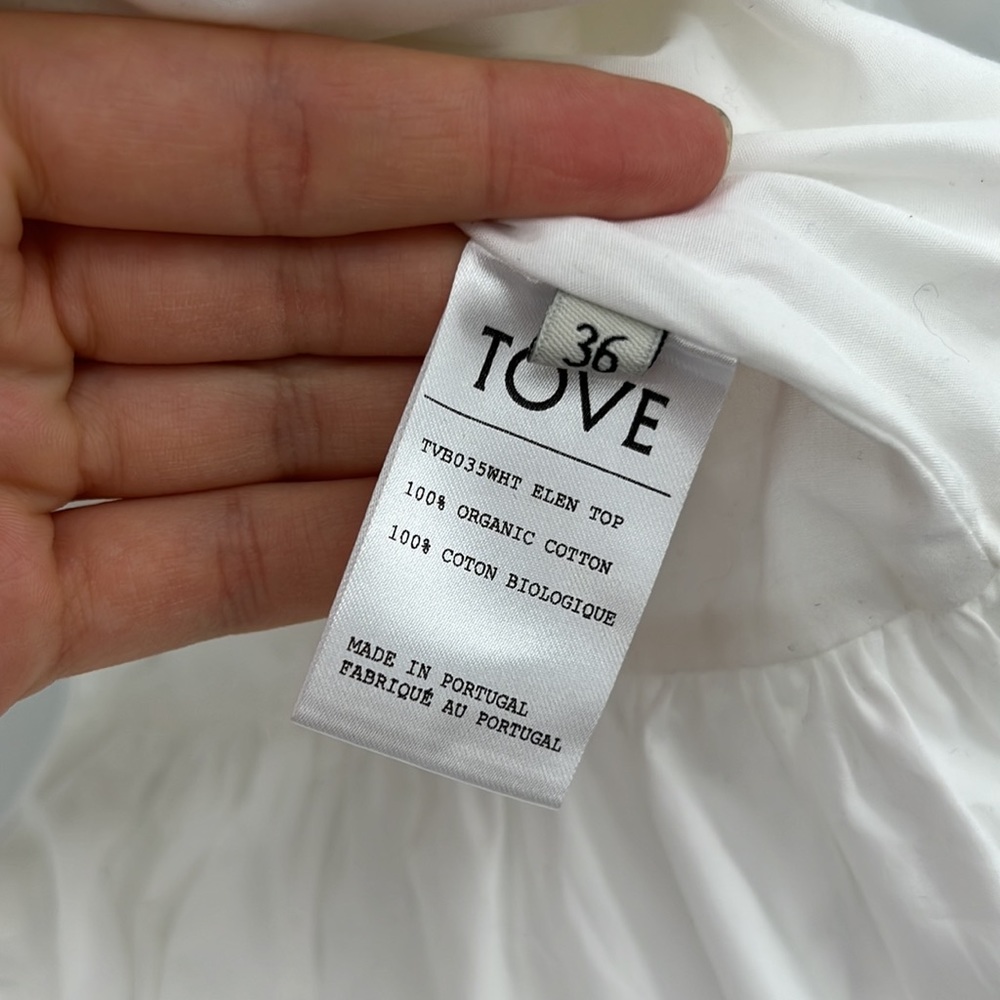 36
TOVE
TVB035WHT ELEN TOP
100% ORGANIC COTTON
100% COTON BIOLOGIQUE
MADE IN PORTUGAL
FABRIQUÉ AU PORTUGAL